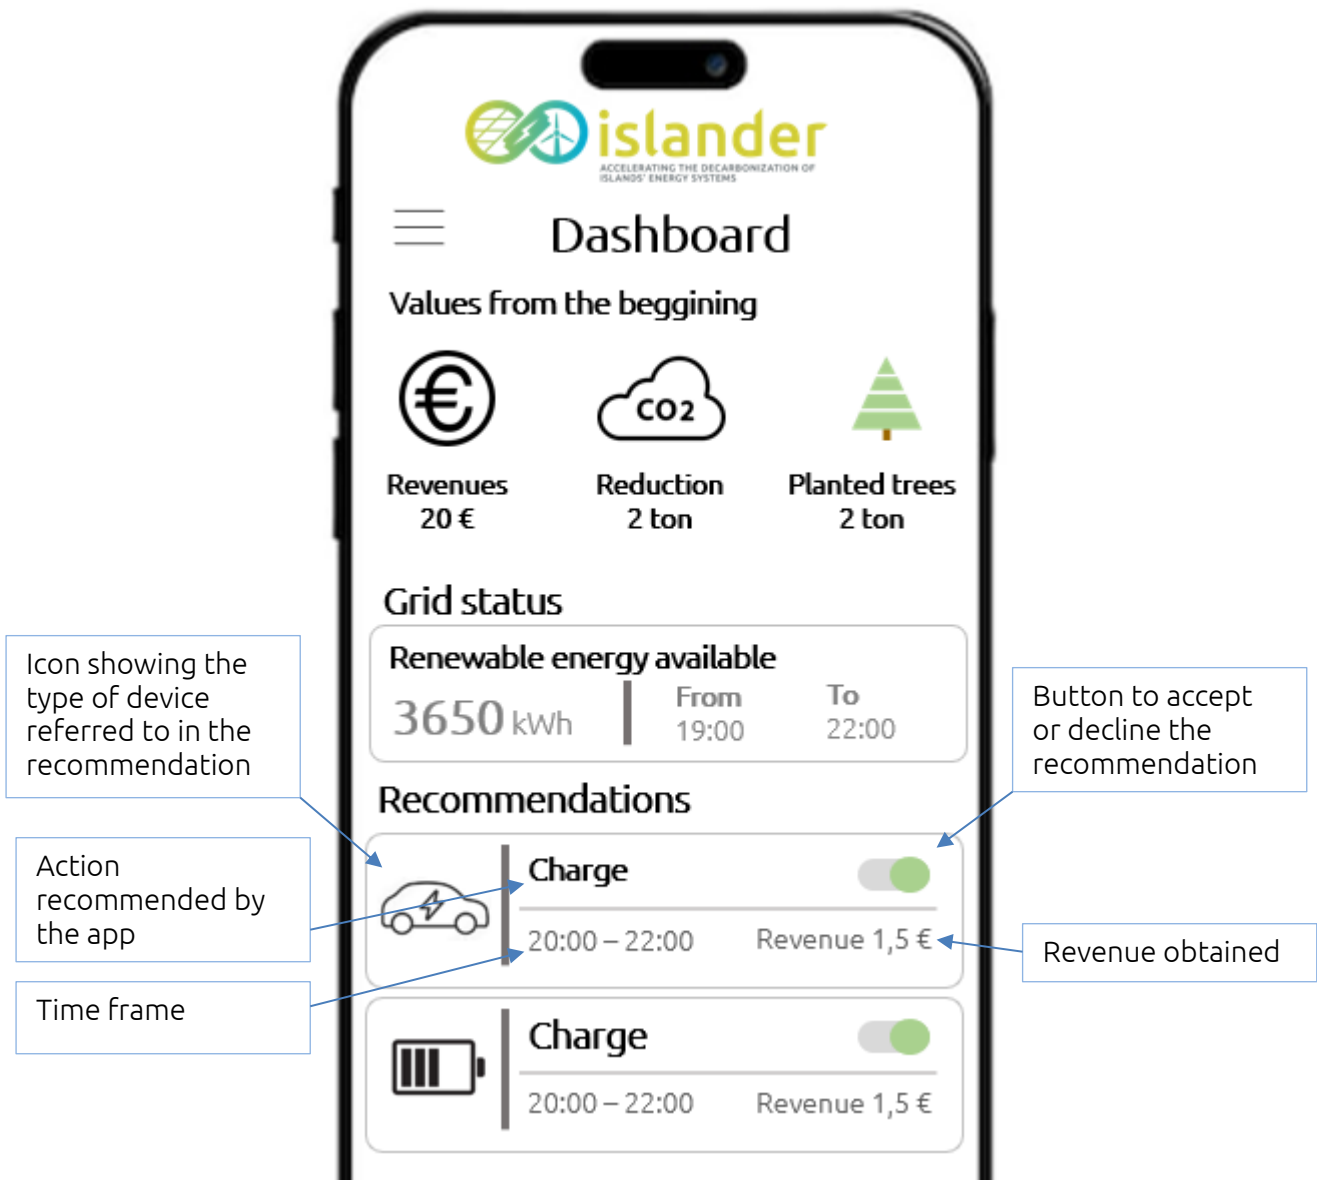 islander
ACCELERATING THE DECARBONIZATION OF
ISLANDS' ENERGY SYSTEMS
Dashboard
Values from the beggining
€
CO2
Revenues
20 €
Reduction
2 ton
Planted trees
2 ton
Grid status
Renewable energy available
3650 kWh
From
19:00
To
22:00
Recommendations
Charge
20:00 – 22:00
Revenue 1,5 €
Charge
20:00 – 22:00
Revenue 1,5 €
Icon showing the
type of device
referred to in the
recommendation
Action
recommended by
the app
Time frame
Button to accept
or decline the
recommendation
Revenue obtained